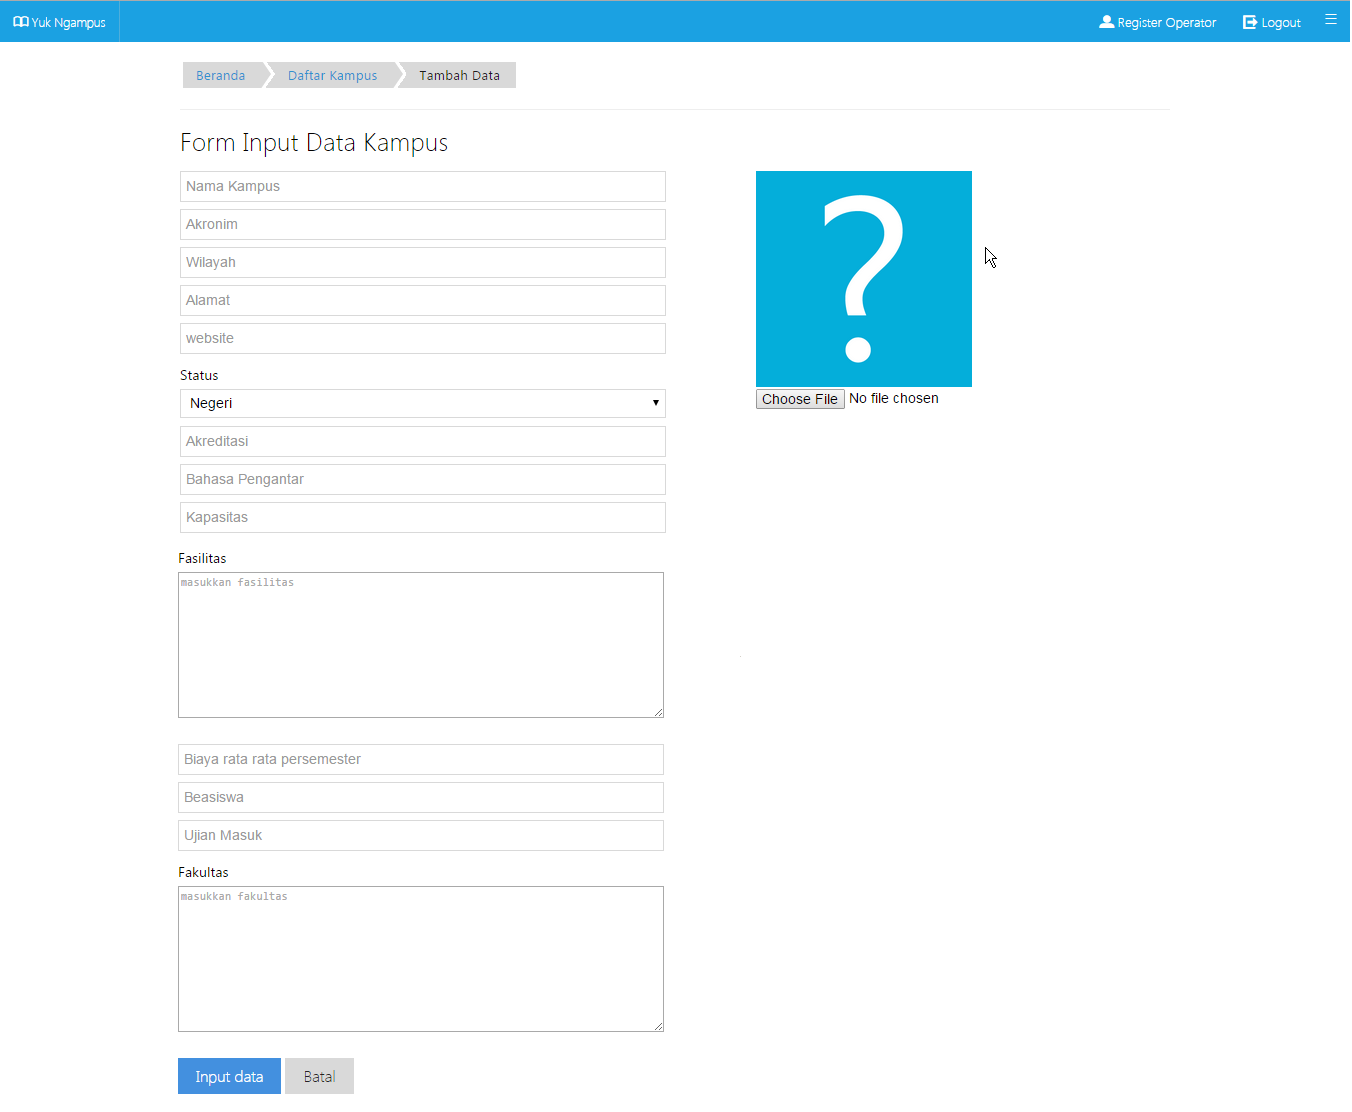 Yuk Ngampus
Register Operator
Logout
Beranda
Daftar Kampus
Tambah Data
Form Input Data Kampus
Nama Kampus
Akronim
Wilayah
Alamat
website
Status
Negeri
Akreditasi
Bahasa Pengantar
Kapasitas
Fasilitas
masukkan fasilitas
Biaya rata rata persemester
Beasiswa
Ujian Masuk
Fakultas
masukkan fakultas
Input data
Batal
?
Choose File No file chosen